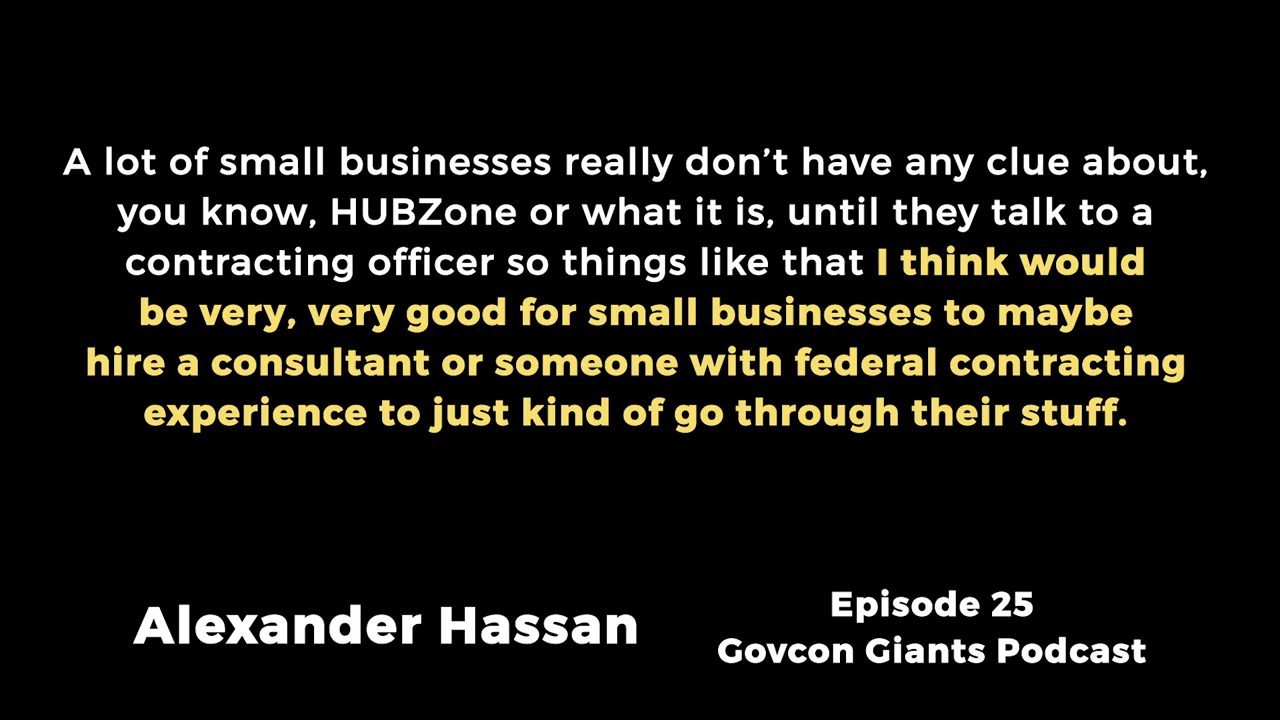 A lot of small businesses really don’t have any clue about,
you know, HUBZone or what it is, until they talk to a
contracting officer so things like that I think would
be very, very good for small businesses to maybe
hire a consultant or someone with federal contracting
experience to just kind of go through their stuff.
Alexander Hassan
Episode 25
Govcon Giants Podcast